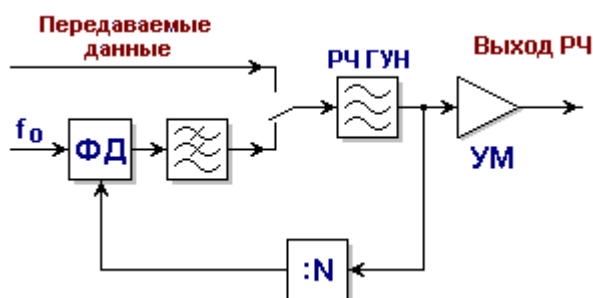 Передаваемые
данные
РЧ ГУН
Выход РЧ
f₀
ФД
УМ
:N